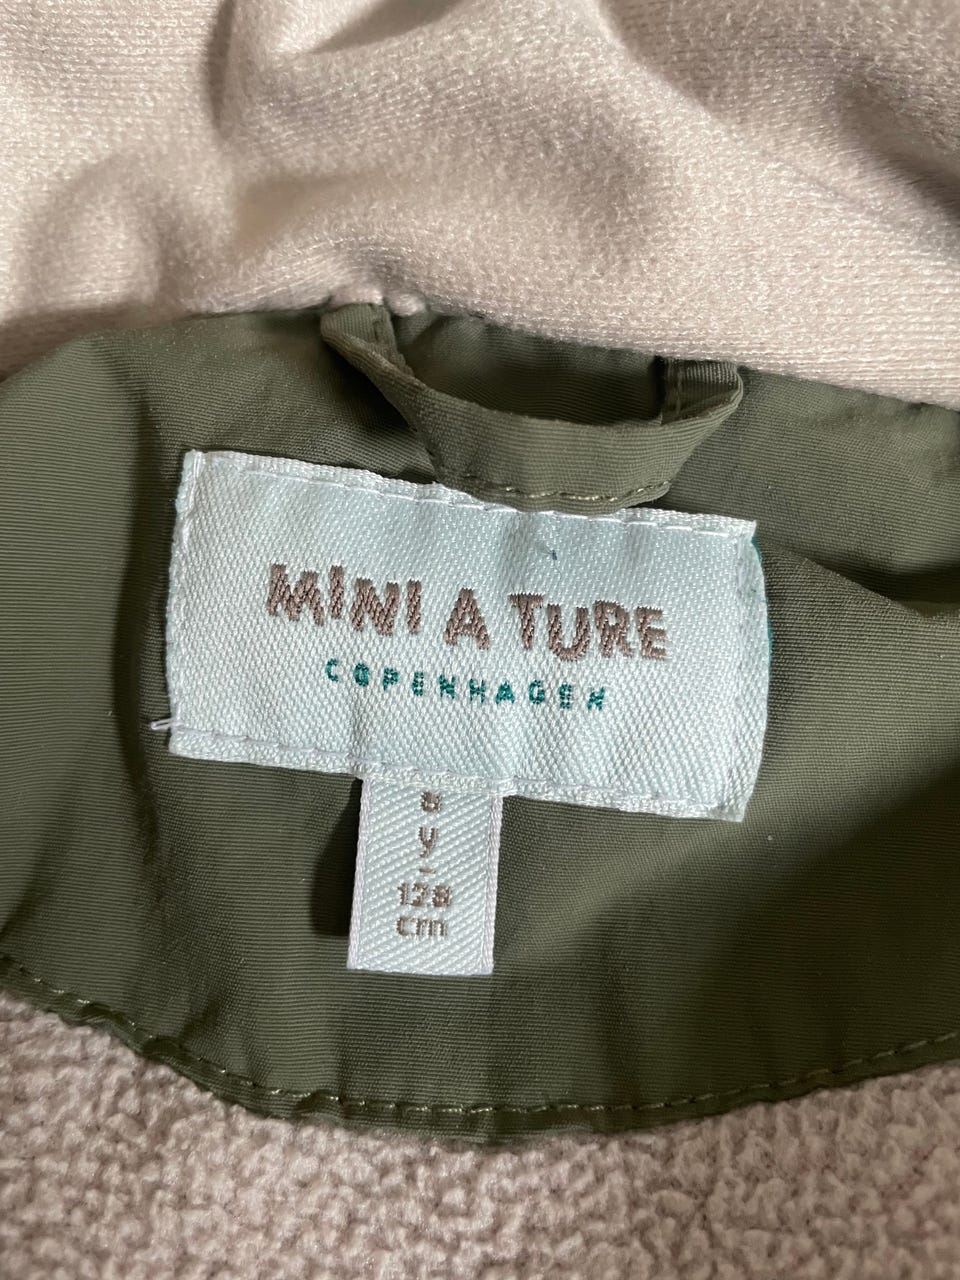 MINI A TURE
COPENHAGEN
8
y
-
128
cm